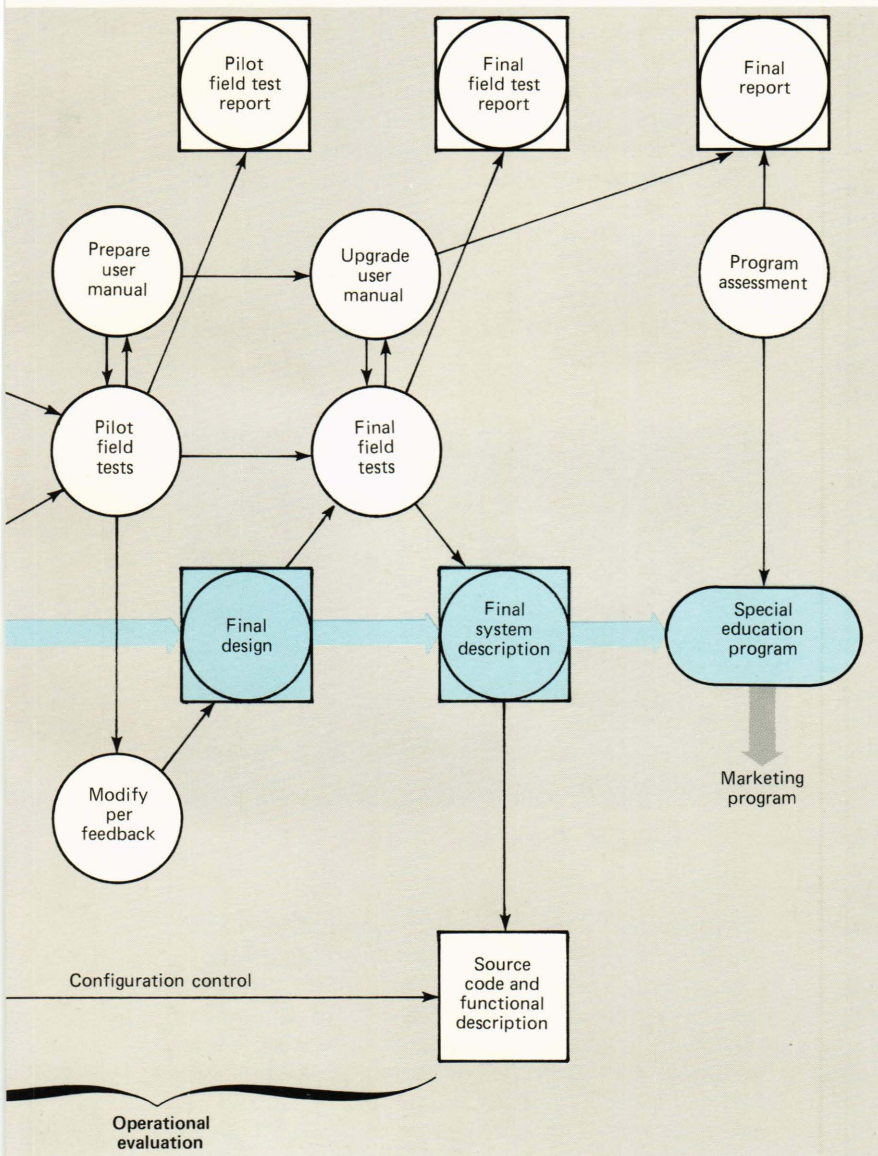 Pilot
field test
report
Final
field test
report
Final
report
Prepare
user
manual
Upgrade
user
manual
Program
assessment
Pilot
field
tests
Final
field
tests
Final
design
Final
system
description
Special
education
program
Modify
per
feedback
Marketing
program
Configuration control
Source
code and
functional
description
Operational
evaluation